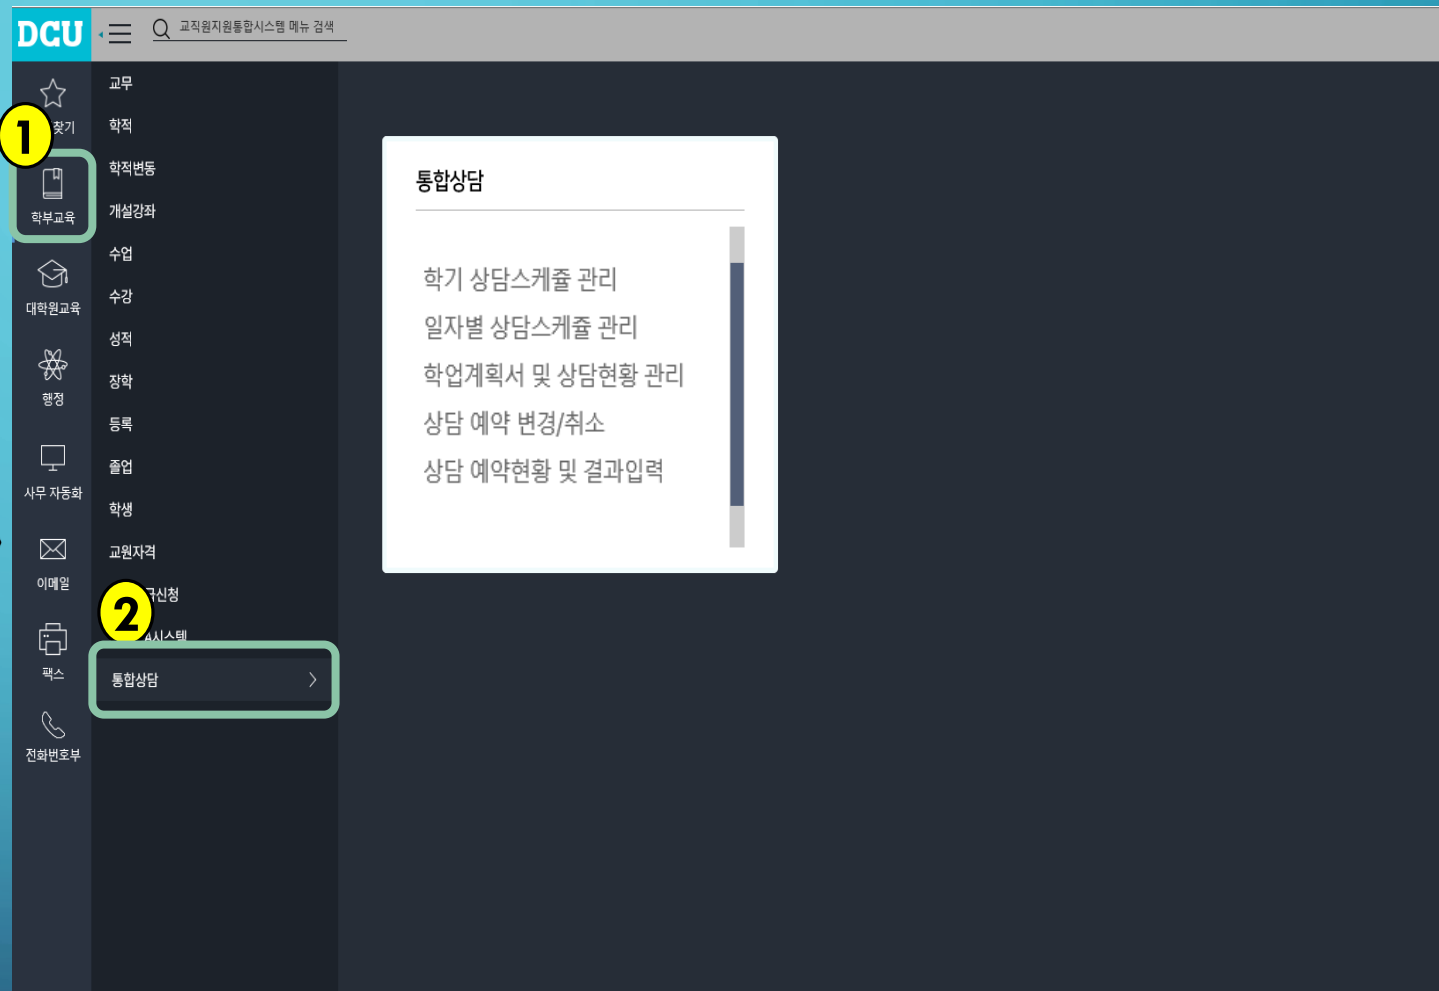 DCU
교직원지원통합시스템 메뉴 검색
1
찾기
학부교육
대학원교육
행정
사무 자동화
이메일
팩스
전화번호부
교무
학적
학적변동
개설강좌
수업
수강
성적
장학
등록
졸업
학생
교원자격
2
신청
A시스템
통합상담
통합상담
학기 상담스케쥴 관리
일자별 상담스케쥴 관리
학업계획서 및 상담현황 관리
상담 예약 변경/취소
상담 예약현황 및 결과입력